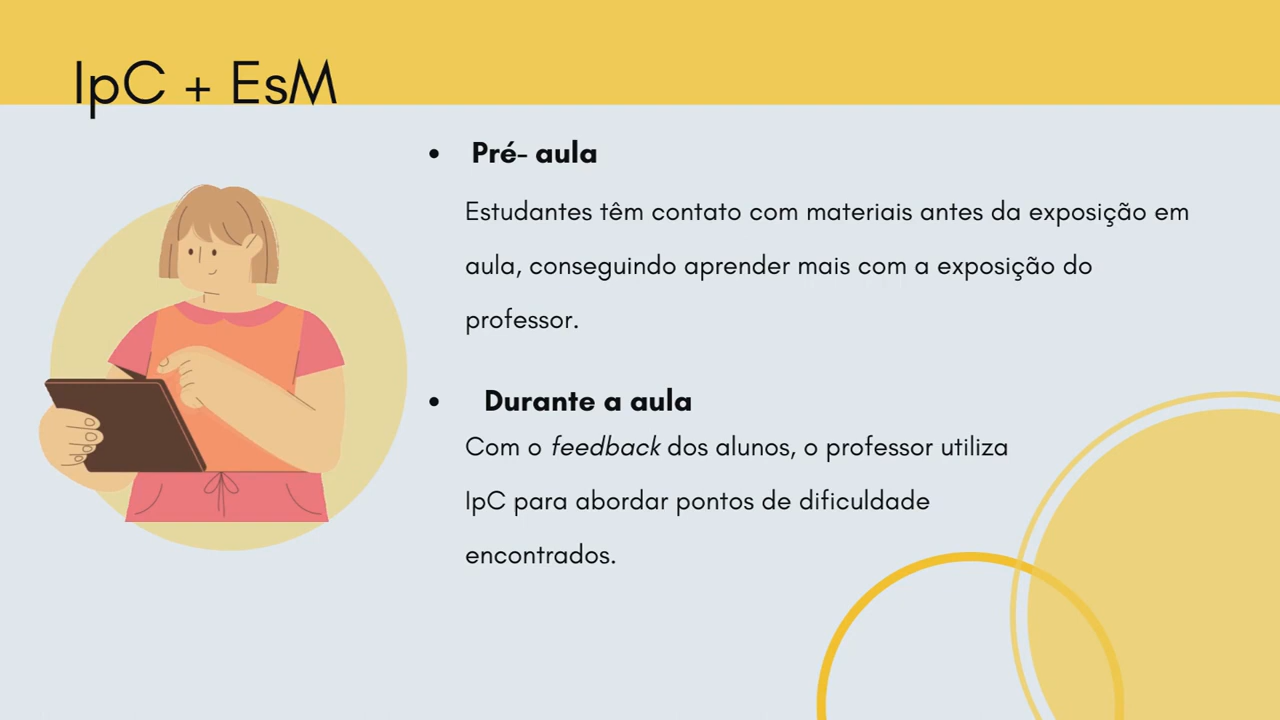 IpC + EsM
• Pré- aula
Estudantes têm contato com materiais antes da exposição em
aula, conseguindo aprender mais com a exposição do
professor.
• Durante a aula
Com o feedback dos alunos, o professor utiliza
IpC para abordar pontos de dificuldade
encontrados.